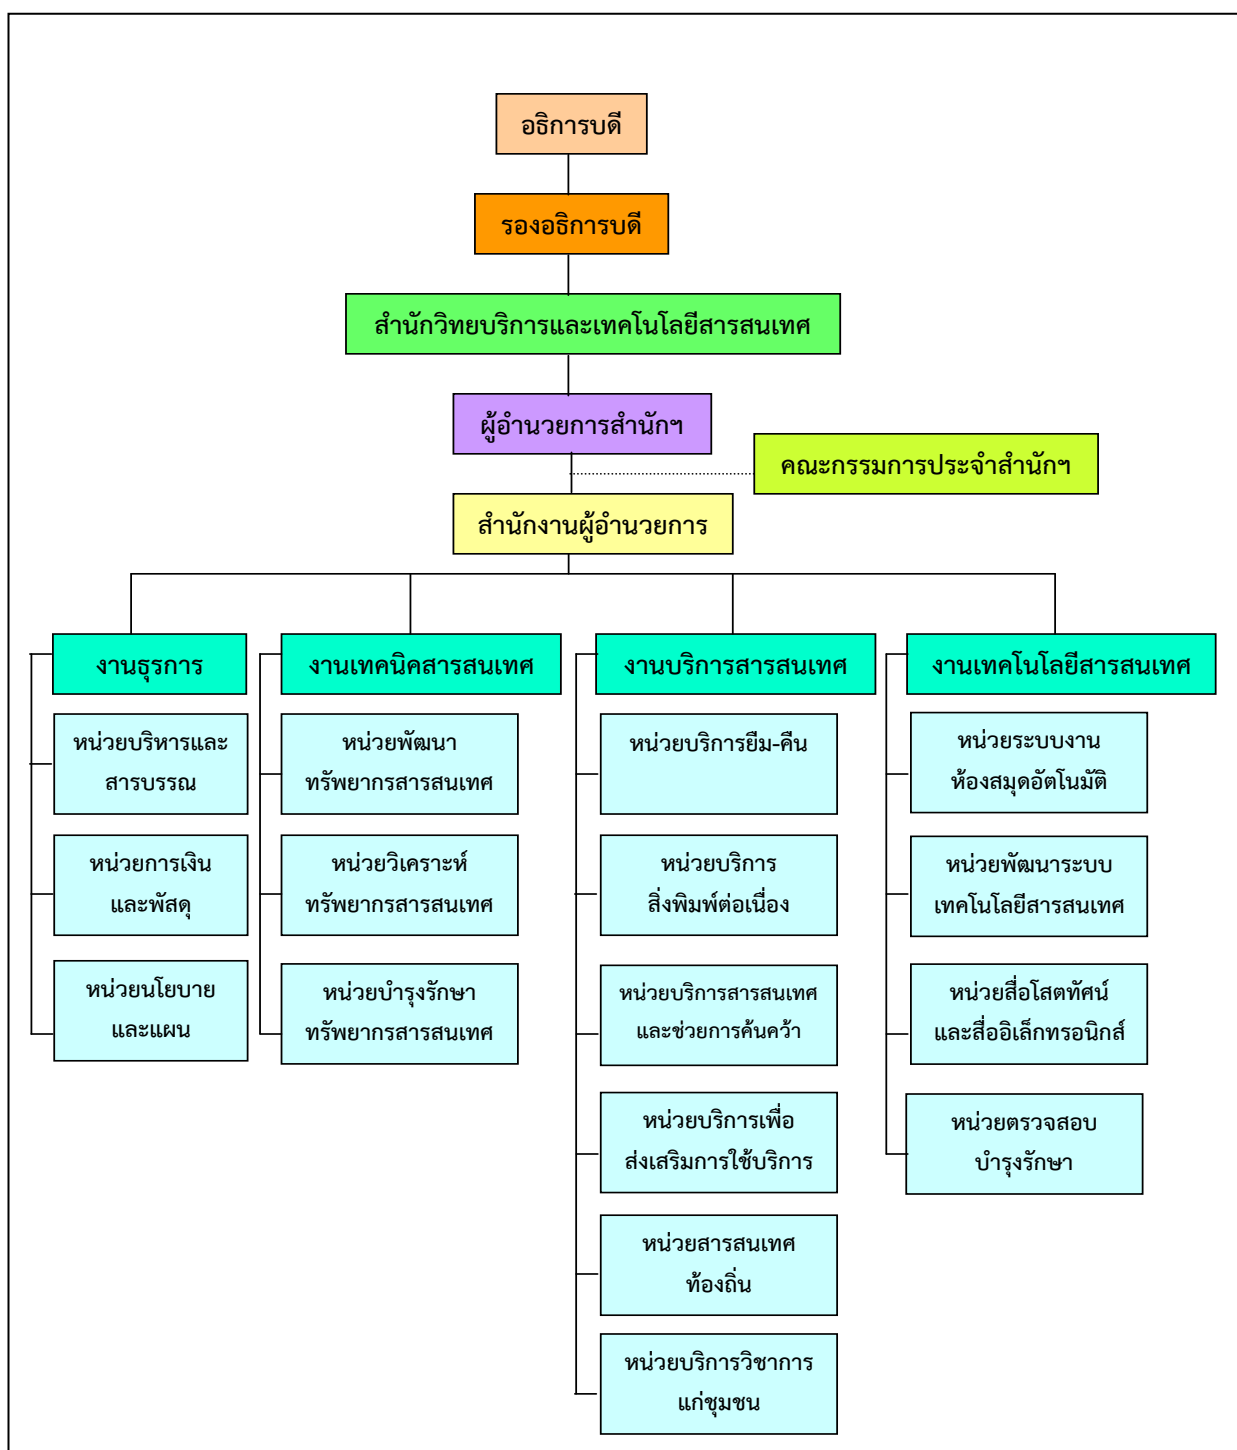 อธิการบดี
รองอธิการบดี
สำนักวิทยบริการและเทคโนโลยีสารสนเทศ
ผู้อำนวยการสำนักฯ
คณะกรรมการประจำสำนักฯ
สำนักงานผู้อำนวยการ
งานธุรการ
หน่วยบริหารและ
สารบรรณ
หน่วยการเงิน
และพัสดุ
หน่วยนโยบาย
และแผน
งานเทคนิคสารสนเทศ
หน่วยพัฒนา
ทรัพยากรสารสนเทศ
หน่วยวิเคราะห์
ทรัพยากรสารสนเทศ
หน่วยบำรุงรักษา
ทรัพยากรสารสนเทศ
งานบริการสารสนเทศ
หน่วยบริการยืม-คืน
หน่วยบริการ
สิ่งพิมพ์ต่อเนื่อง
หน่วยบริการสารสนเทศ
และช่วยการค้นคว้า
หน่วยบริการเพื่อ
ส่งเสริมการใช้บริการ
หน่วยสารสนเทศ
ท้องถิ่น
หน่วยบริการวิชาการ
แก่ชุมชน
งานเทคโนโลยีสารสนเทศ
หน่วยระบบงาน
ห้องสมุดอัตโนมัติ
หน่วยพัฒนาระบบ
เทคโนโลยีสารสนเทศ
หน่วยสื่อโสตทัศน์
และสื่ออิเล็กทรอนิกส์
หน่วยตรวจสอบ
บำรุงรักษา